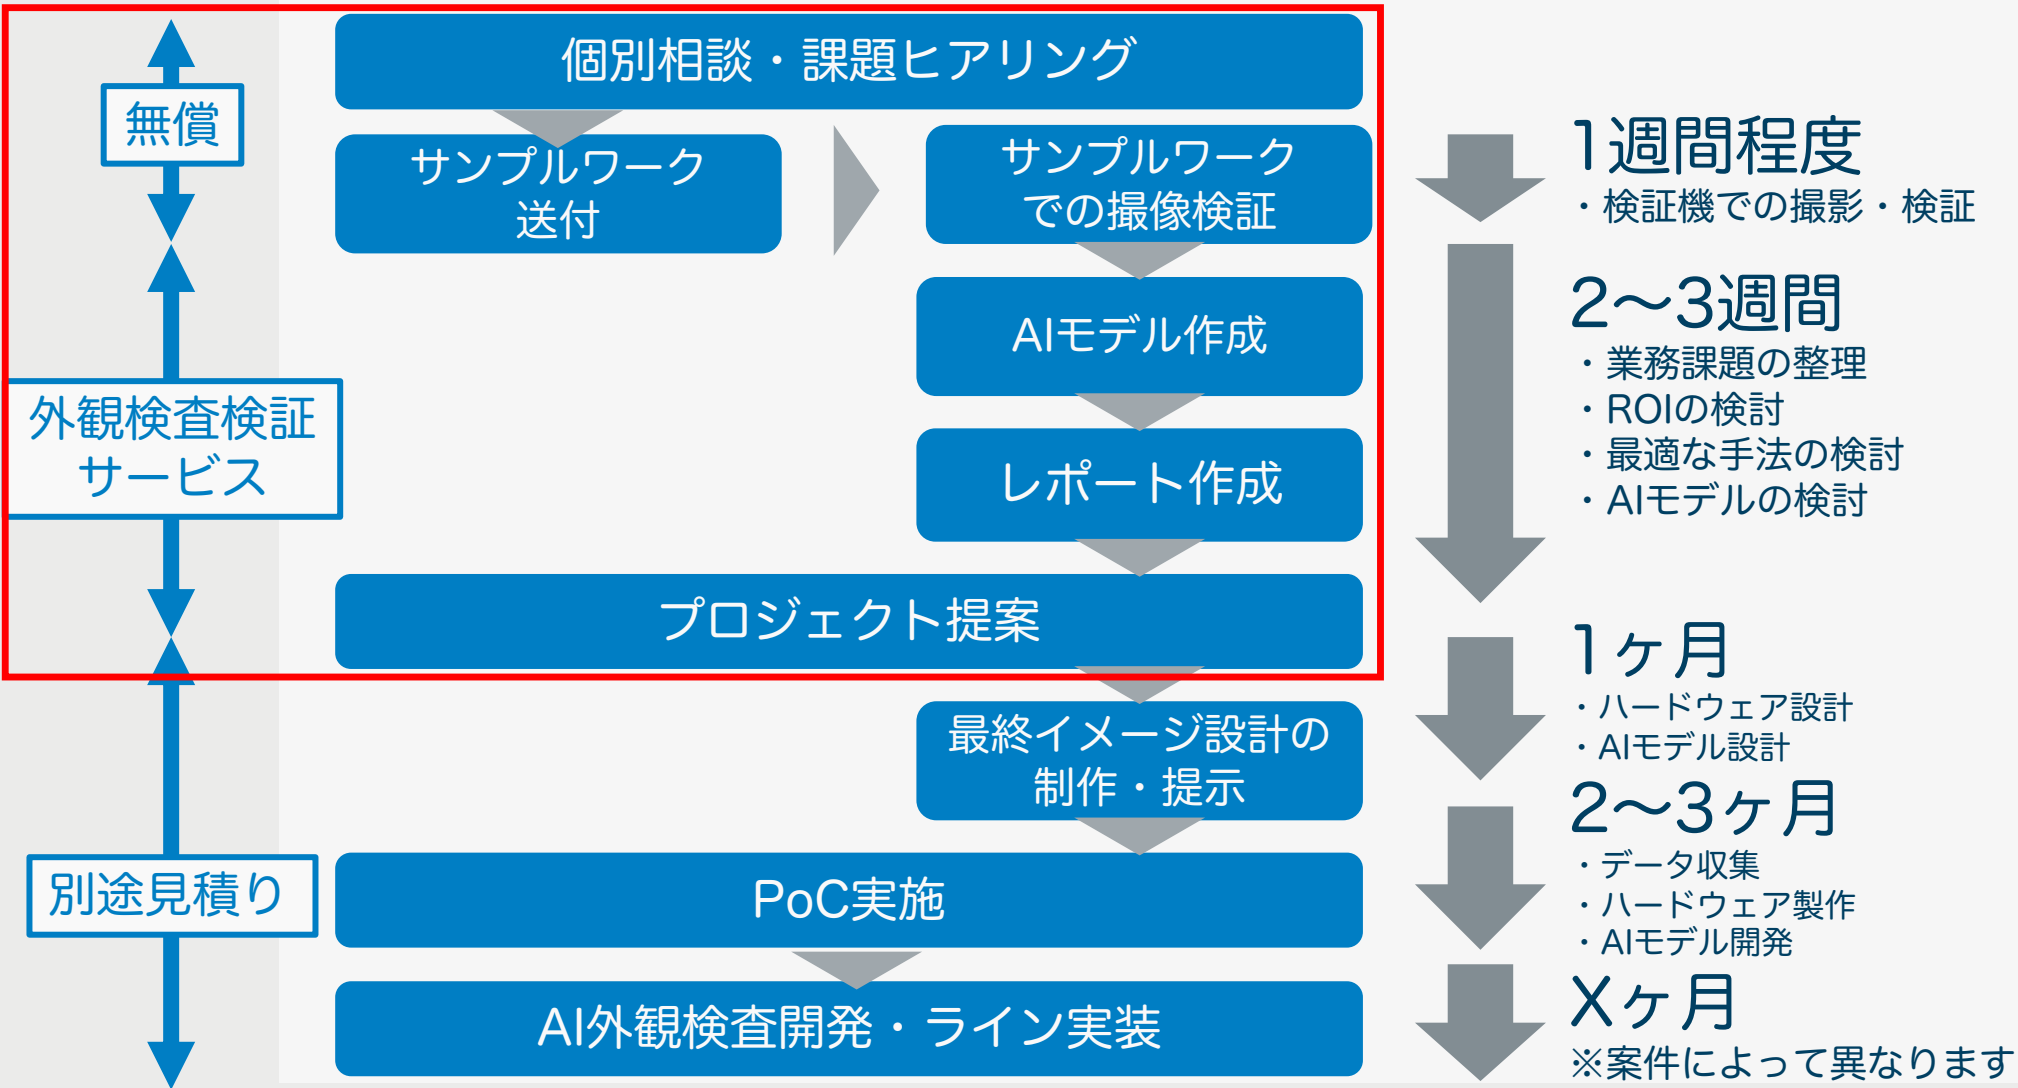 個別相談・課題ヒアリング
無償
サンプルワーク
送付
サンプルワーク
での撮像検証
1週間程度
・検証機での撮影・検証
AIモデル作成
2〜3週間
・業務課題の整理
・ROIの検討
・最適な手法の検討
・AIモデルの検討
外観検査検証
サービス
レポート作成
プロジェクト提案
1ヶ月
・ハードウェア設計
・AIモデル設計
最終イメージ設計の
制作・提示
2〜3ヶ月
・データ収集
・ハードウェア製作
・AIモデル開発
別途見積り
PoC実施
Xヶ月
※案件によって異なります
AI外観検査開発・ライン実装